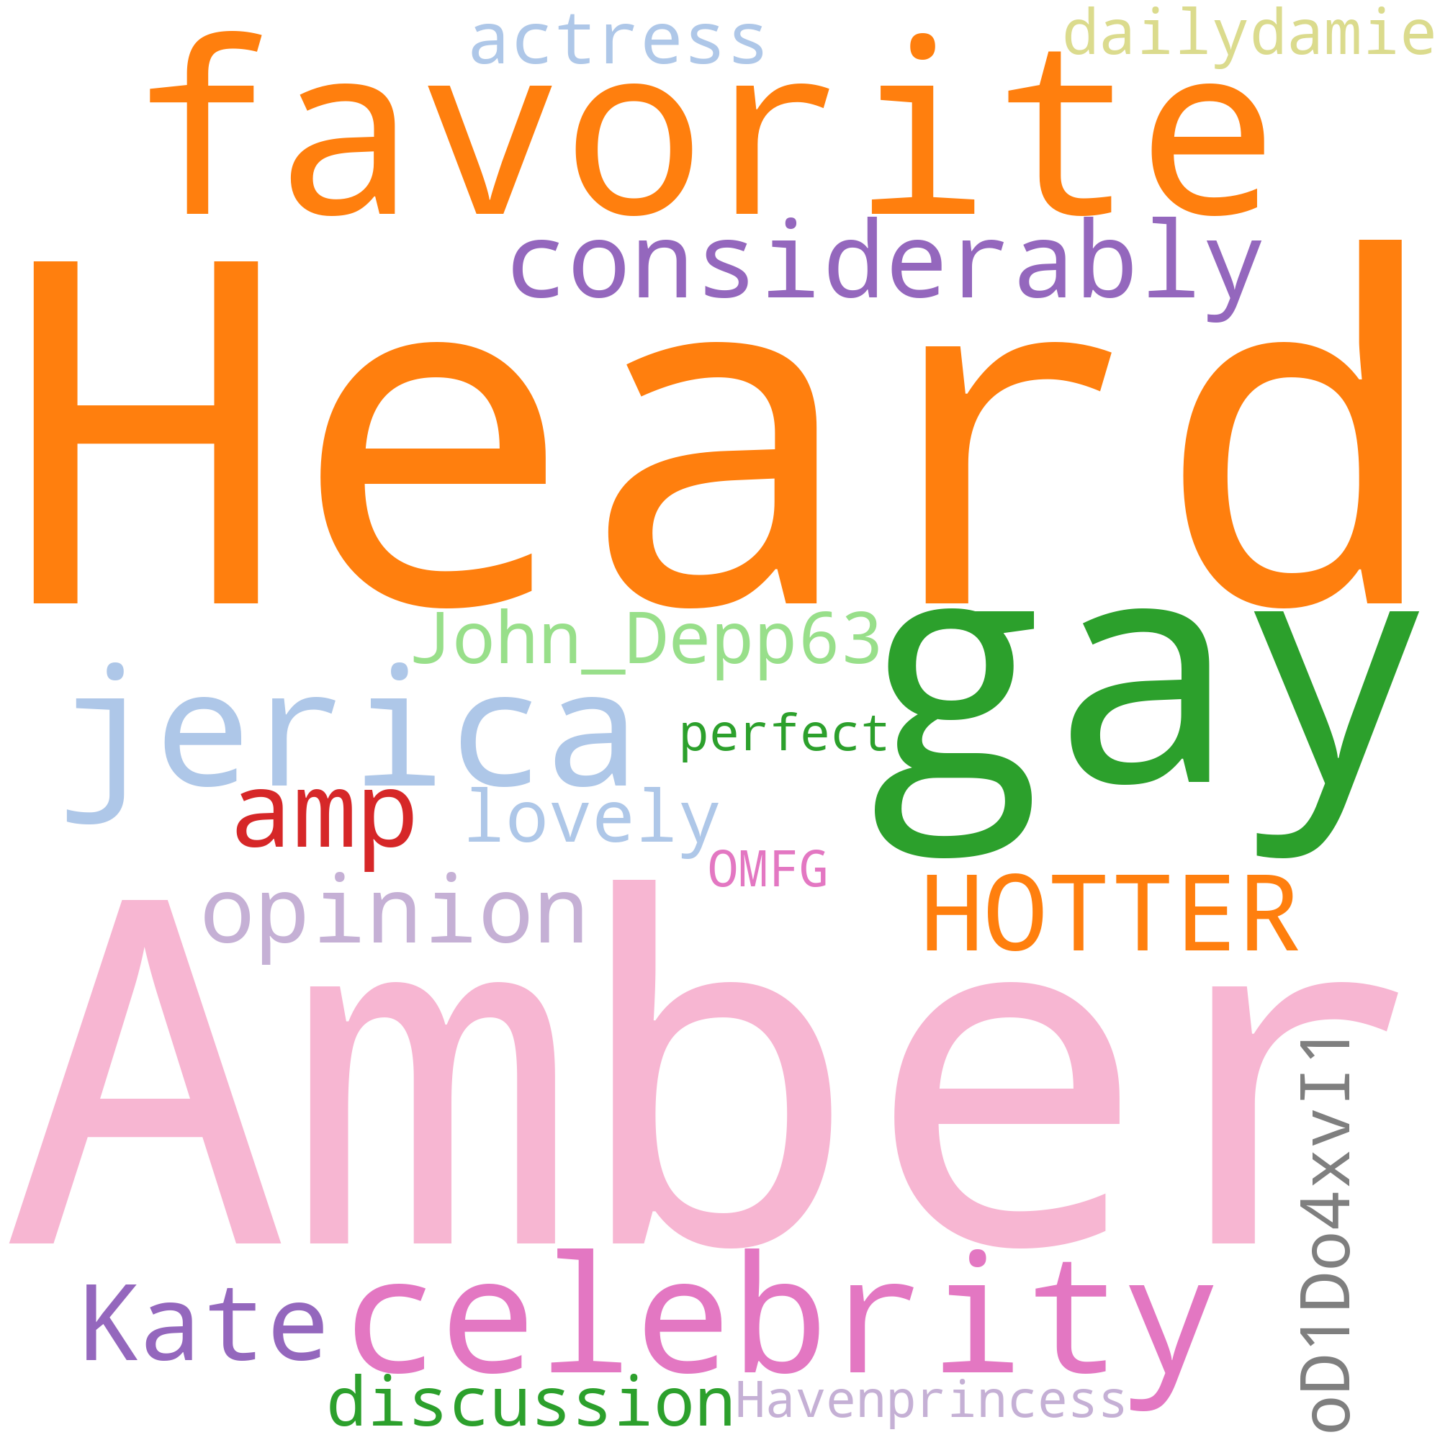 actress
dailydamie
favorite
considerably
Heard
John_Depp63
gay
jerica
perfect
amp
lovely
OMFG
opinion
HOTTER
Amber
oD1Do4xvI1
Kate
celebrity
discussion
Havenprincess